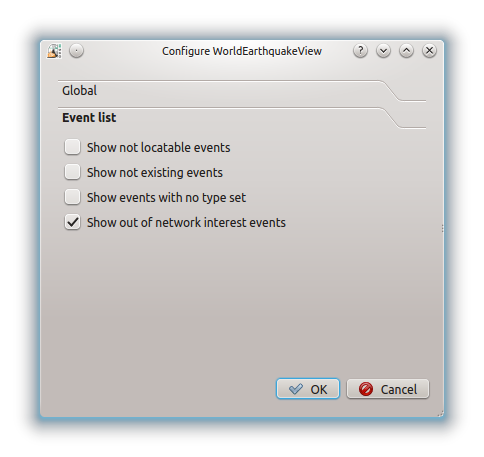 Configure WorldEarthquakeView
Global
Event list
Show not locatable events
Show not existing events
Show events with no type set
Show out of network interest events
OK Cancel